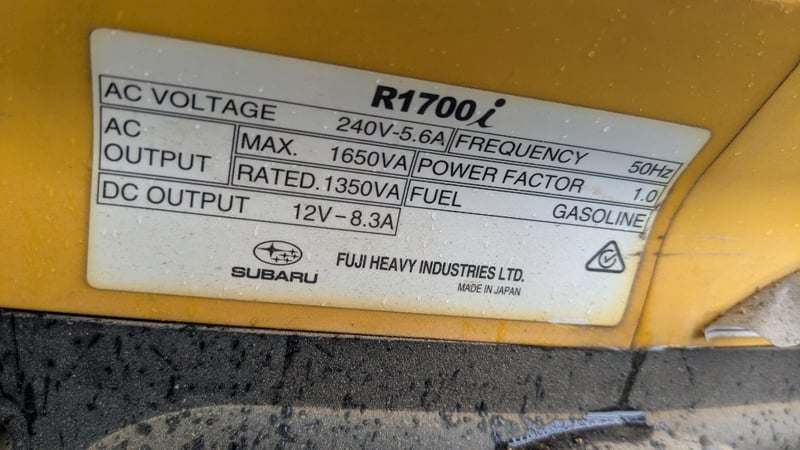 R1700i
AC VOLTAGE 240V-5.6A FREQUENCY 50Hz
AC OUTPUT MAX. 1650VA POWER FACTOR 1.0
RATED. 1350VA FUEL GASOLINE
DC OUTPUT 12V-8.3A
SUBARU FUJI HEAVY INDUSTRIES LTD.
MADE IN JAPAN